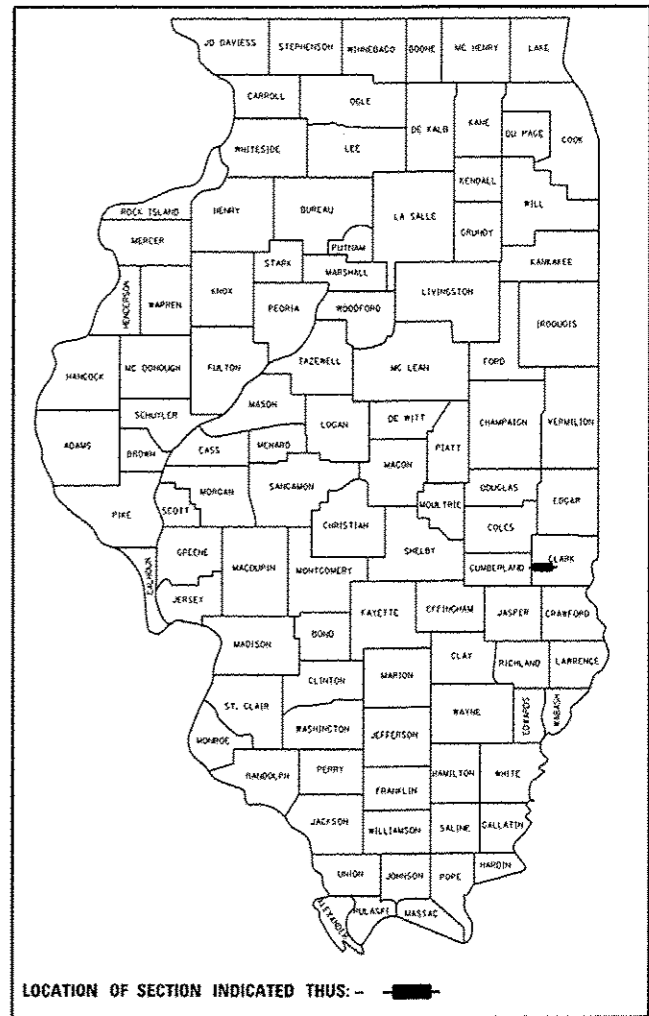 JO DAVIESS STEPHENSON WINNEBAGO BOONE MC HENRY LAKE
CARROLL OGLE DE KALB KANE DU PAGE COOK
WHITESIDE LEE
KENDALL WILL
ROCK ISLAND HENRY BUREAU LA SALLE GRUNDY
MERCER PUTNAM KANKAKEE
STARK MARSHALL
HENDERSON WARREN KNOX PEORIA WOODFORD LIVINGSTON IROQUOIS
HANCOCK MC DONOUGH FULTON TAZEWELL MC LEAN FORD
MASON
SCHUYLER LOGAN DE WITT CHAMPAIGN VERMILION
ADAMS BROWN CASS MENARD MACON PIATT
PIKE SCOTT MORGAN SANGAMON CHRISTIAN MOULTRIE DOUGLAS EDGAR
COLES
CALHOUN GREENE MACOUPIN MONTGOMERY SHELBY CUMBERLAND CLARK
JERSEY FAYETTE EFFINGHAM JASPER CRAWFORD
MADISON BOND CLAY RICHLAND LAWRENCE
CLINTON MARION
ST. CLAIR WASHINGTON WAYNE EDWARDS WABASH
MONROE JEFFERSON
RANDOLPH PERRY HAMILTON WHITE
FRANKLIN
JACKSON WILLIAMSON SALINE GALLATIN
UNION JOHNSON POPE HARDIN
ALEXANDER PULASKI MASSAC
LOCATION OF SECTION INDICATED THUS: -